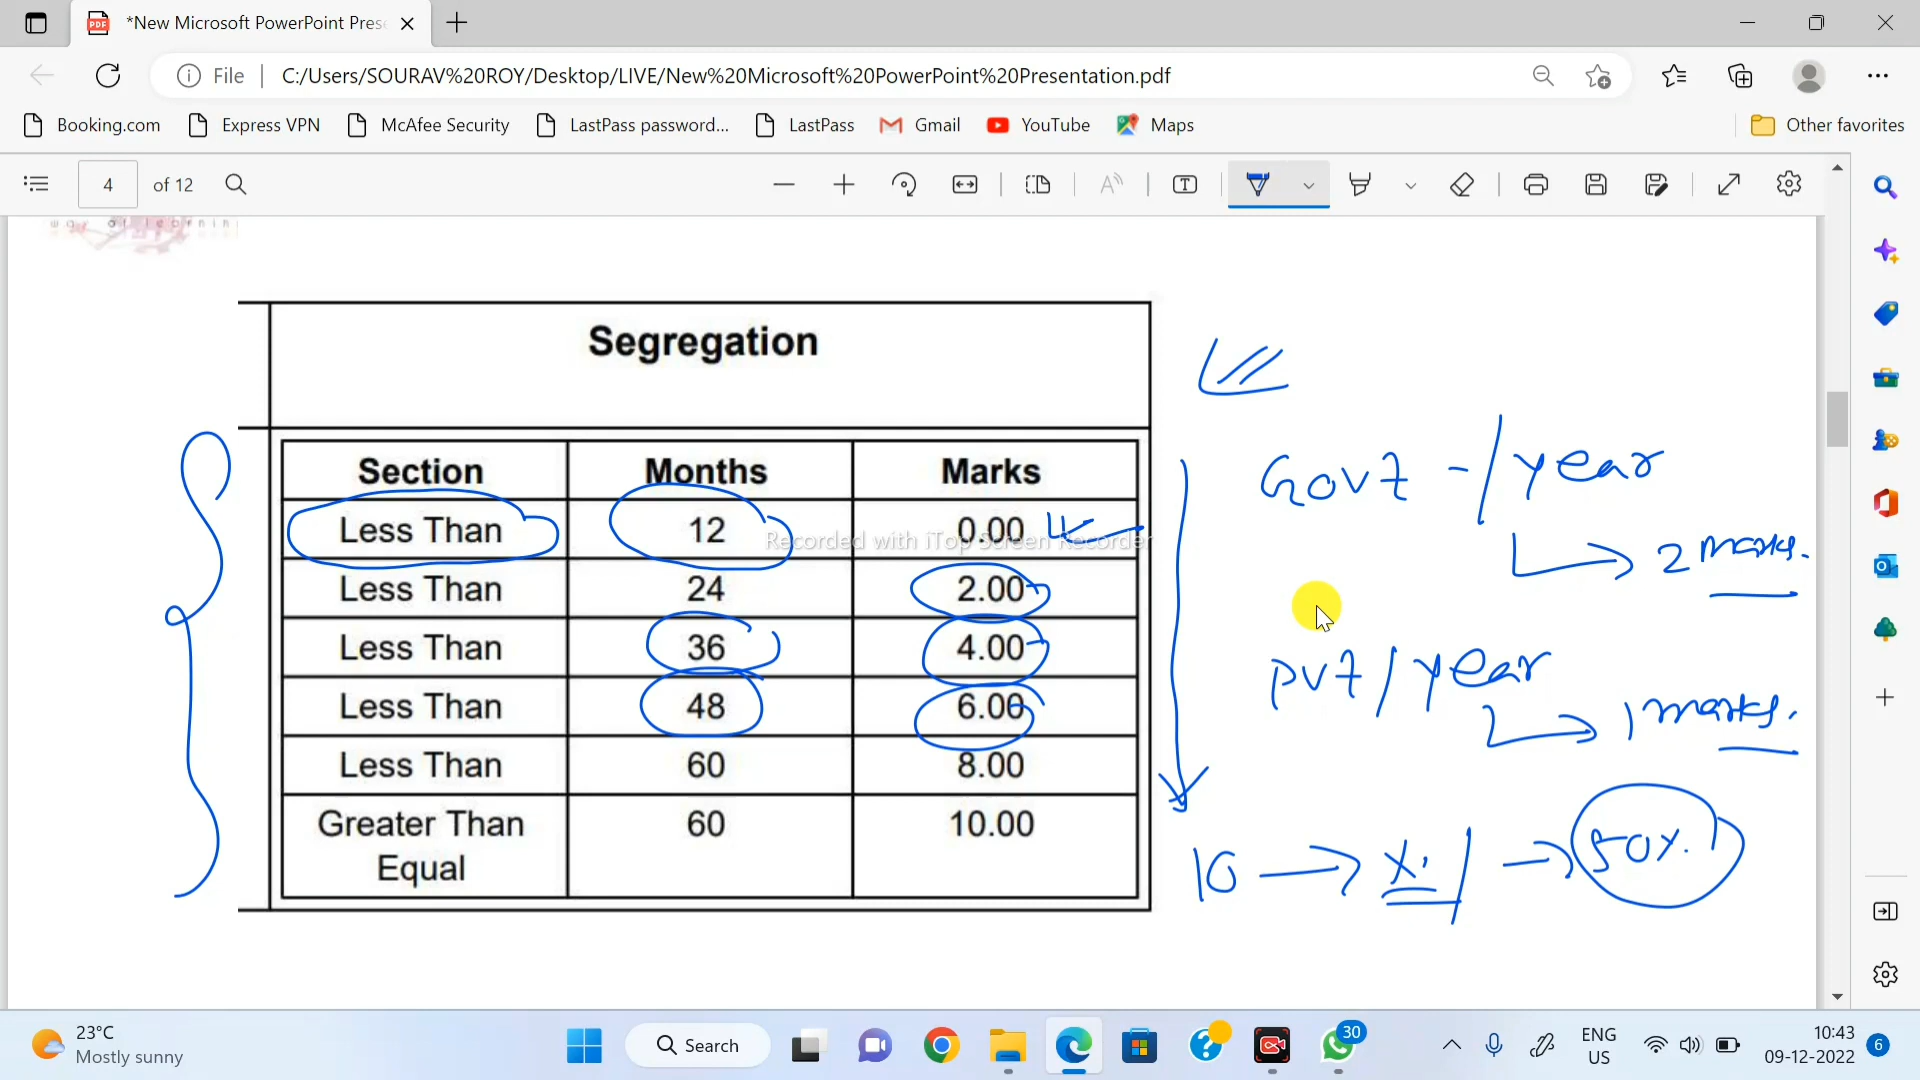 *New Microsoft PowerPoint Pres
File
C:/Users/SOURAV%20ROY/Desktop/LIVE/New%20Microsoft%20PowerPoint%20Presentation.pdf
Booking.com Express VPN McAfee Security LastPass password... LastPass Gmail YouTube Maps Other favorites
4 of 12
way of learnin
Segregation
Section Months Marks
Less Than 12 0.00
Recorded with iTop Screen Recorder
Less Than 24 2.00
Less Than 36 4.00
Less Than 48 6.00
Less Than 60 8.00
Greater Than Equal 60 10.00
Govt - / year
2 marks.
pvt / year
1 marks.
10 → X. / → 50%.
23°C
Mostly sunny
Search
30
ENG
US
10:43
09-12-2022
6